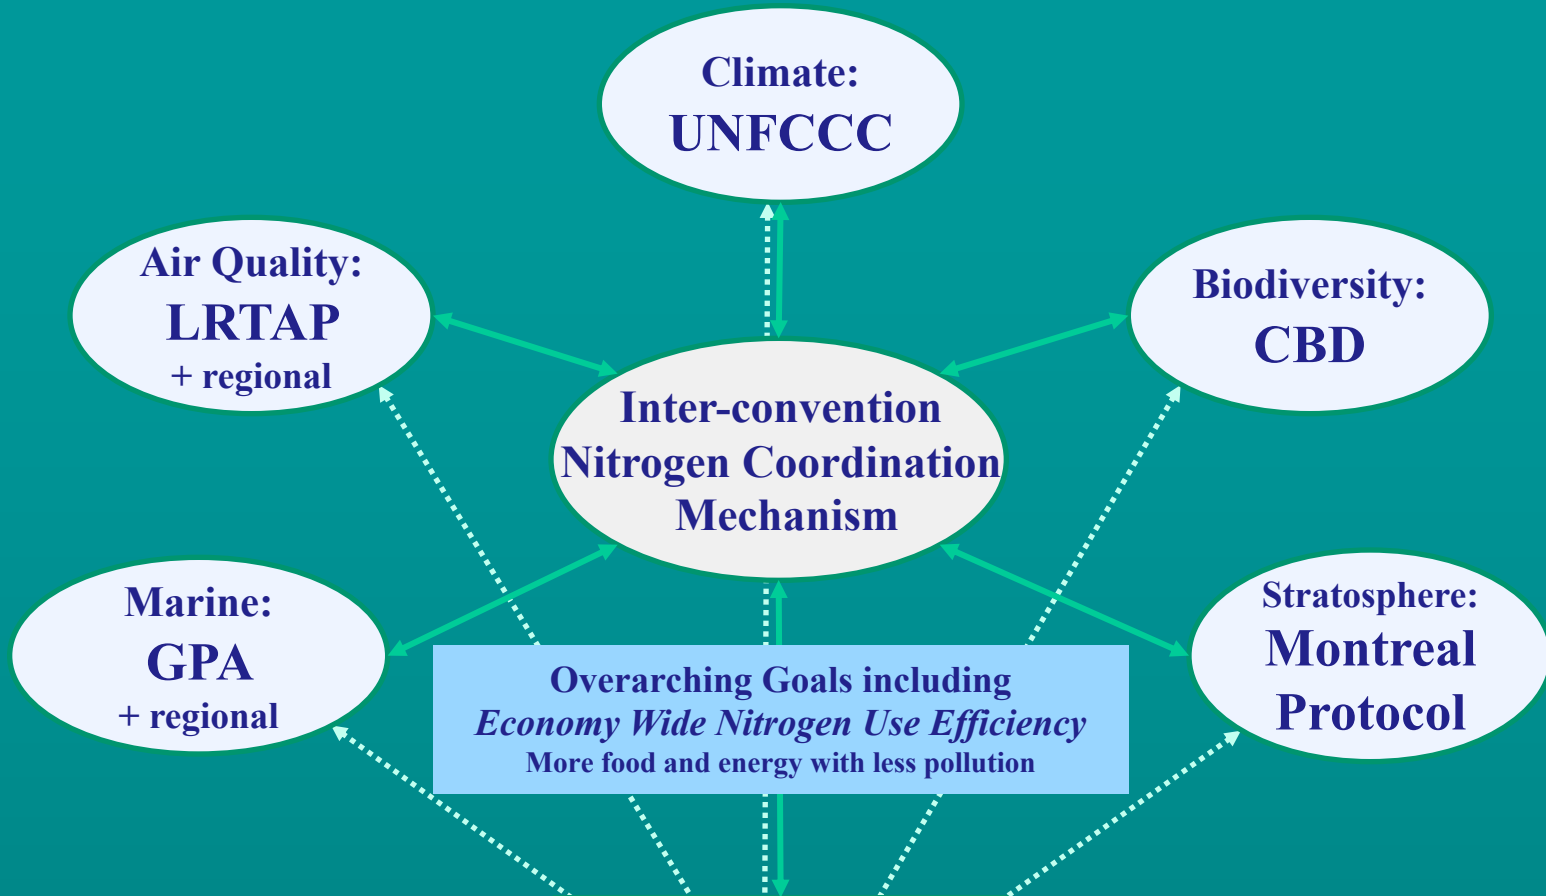 Climate:
UNFCCC
Air Quality:
LRTAP
+ regional
Biodiversity:
CBD
Inter-convention
Nitrogen Coordination
Mechanism
Marine:
GPA
+ regional
Stratosphere:
Montreal
Protocol
Overarching Goals including
Economy Wide Nitrogen Use Efficiency
More food and energy with less pollution